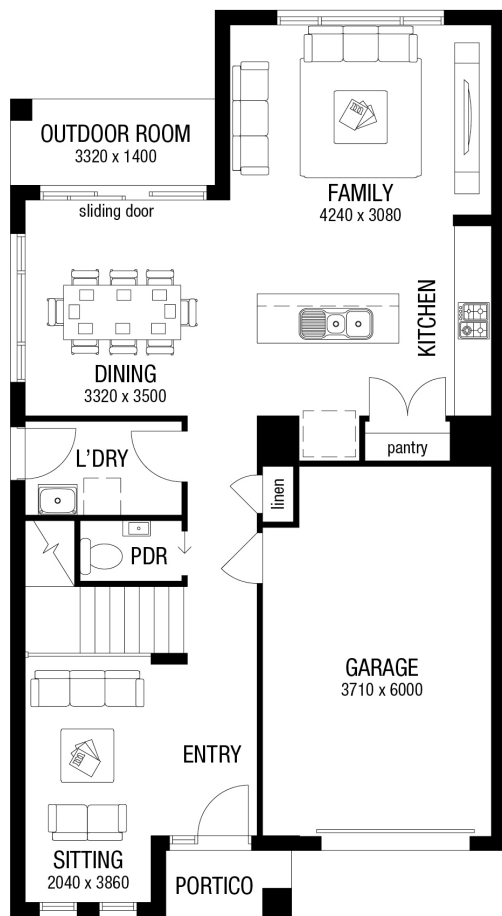 OUTDOOR ROOM
3320 x 1400
sliding door
FAMILY
4240 x 3080
KITCHEN
DINING
3320 x 3500
pantry
L'DRY
linen
PDR
GARAGE
3710 x 6000
ENTRY
SITTING
2040 x 3860
PORTICO